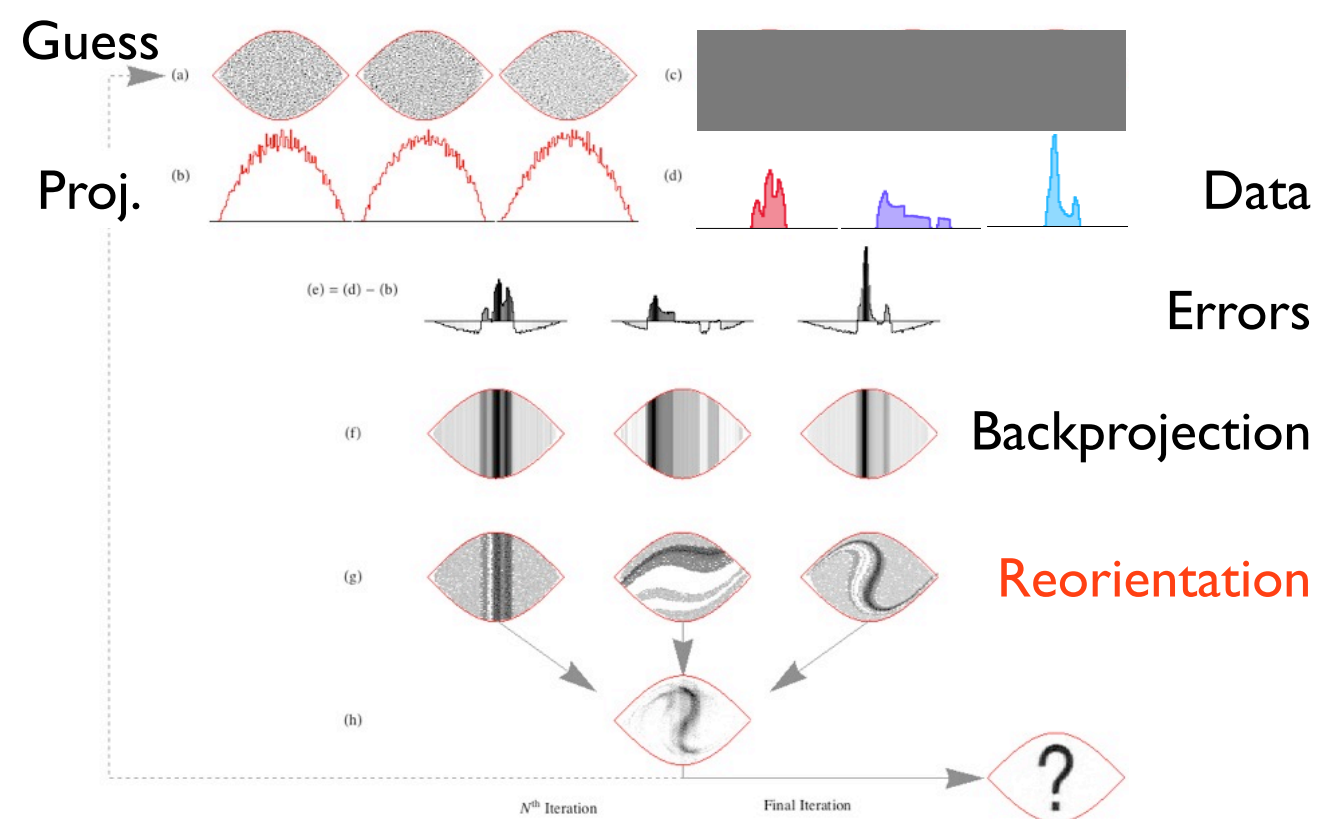 Guess
(a)
(c)
Proj.
(b)
(d)
Data
(e) = (d) − (b)
Errors
(f)
Backprojection
(g)
Reorientation
(h)
?
Nth Iteration
Final Iteration